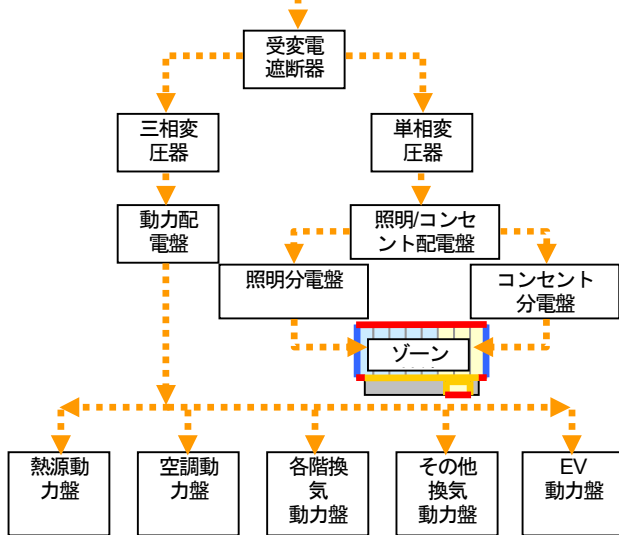 受変電
遮断器
三相変
圧器
単相変
圧器
動力配
電盤
照明/コンセ
ント配電盤
照明分電盤
コンセント
分電盤
ゾーン
熱源動
力盤
空調動
力盤
各階換
気
動力盤
その他
換気
動力盤
EV
動力盤